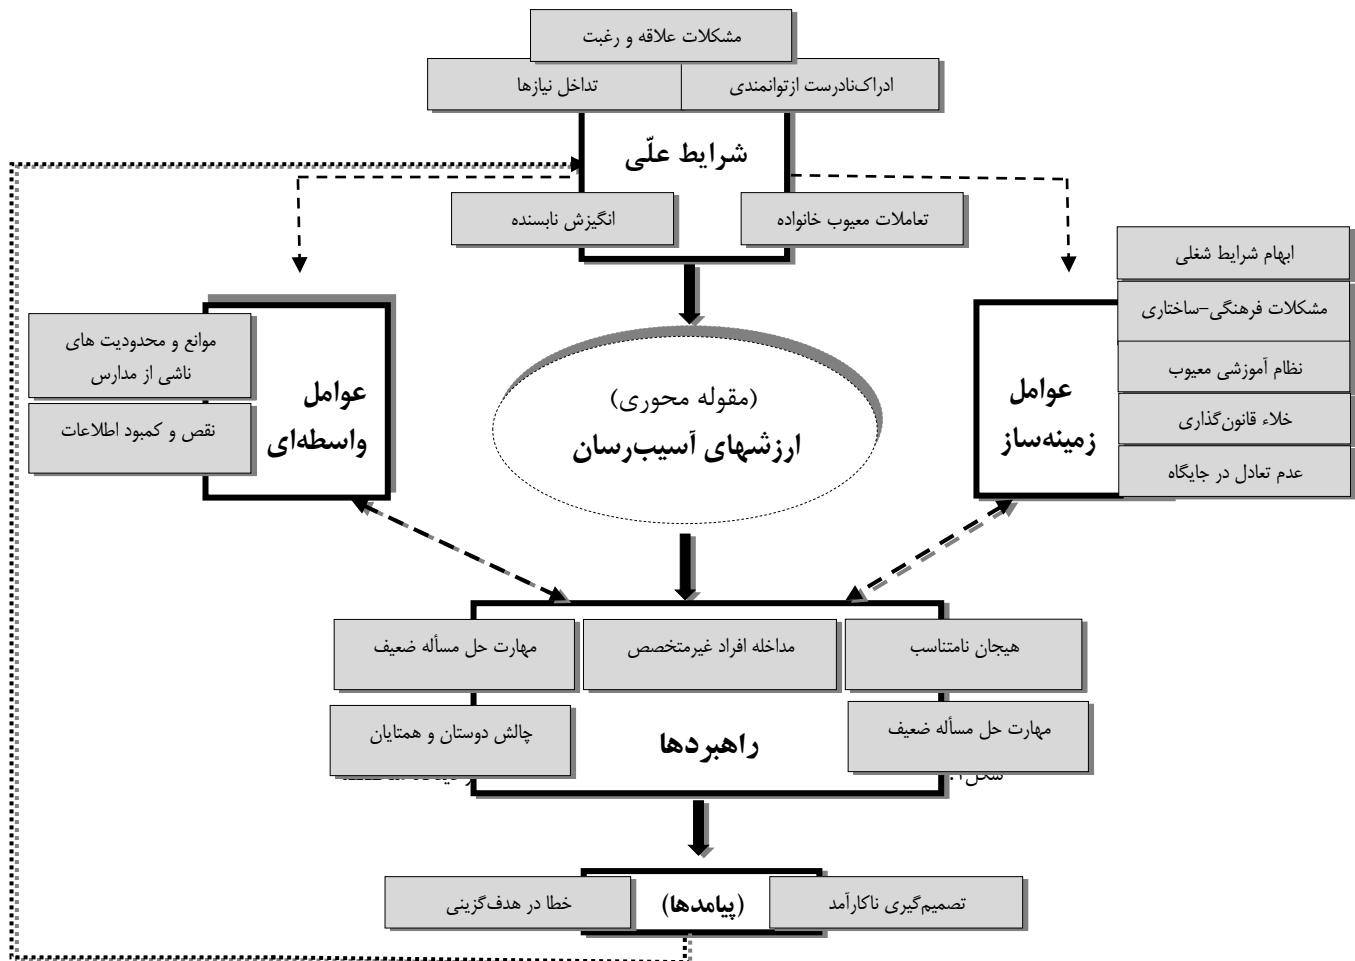 مشکلات علاقه و رغبت
ادراک‌نادرست ازتوانمندی
تداخل نیازها
شرایط علّی
تعاملات معیوب خانواده
انگیزش نابسنده
ابهام شرایط شغلی
مشکلات فرهنگی–ساختاری
نظام آموزشی معیوب
خلاء قانون‌گذاری
عدم تعادل در جایگاه
عوامل
زمینه‌ساز
(مقوله محوری)
ارزشهای آسیب‌رسان
عوامل
واسطه‌ای
موانع و محدودیت های
ناشی از مدارس
نقص و کمبود اطلاعات
هیجان نامتناسب
مداخله افراد غیرمتخصص
مهارت حل مسأله ضعیف
مهارت حل مسأله ضعیف
راهبردها
چالش دوستان و همتایان
تصمیم‌گیری ناکارآمد
(پیامدها)
خطا در هدف‌گزینی